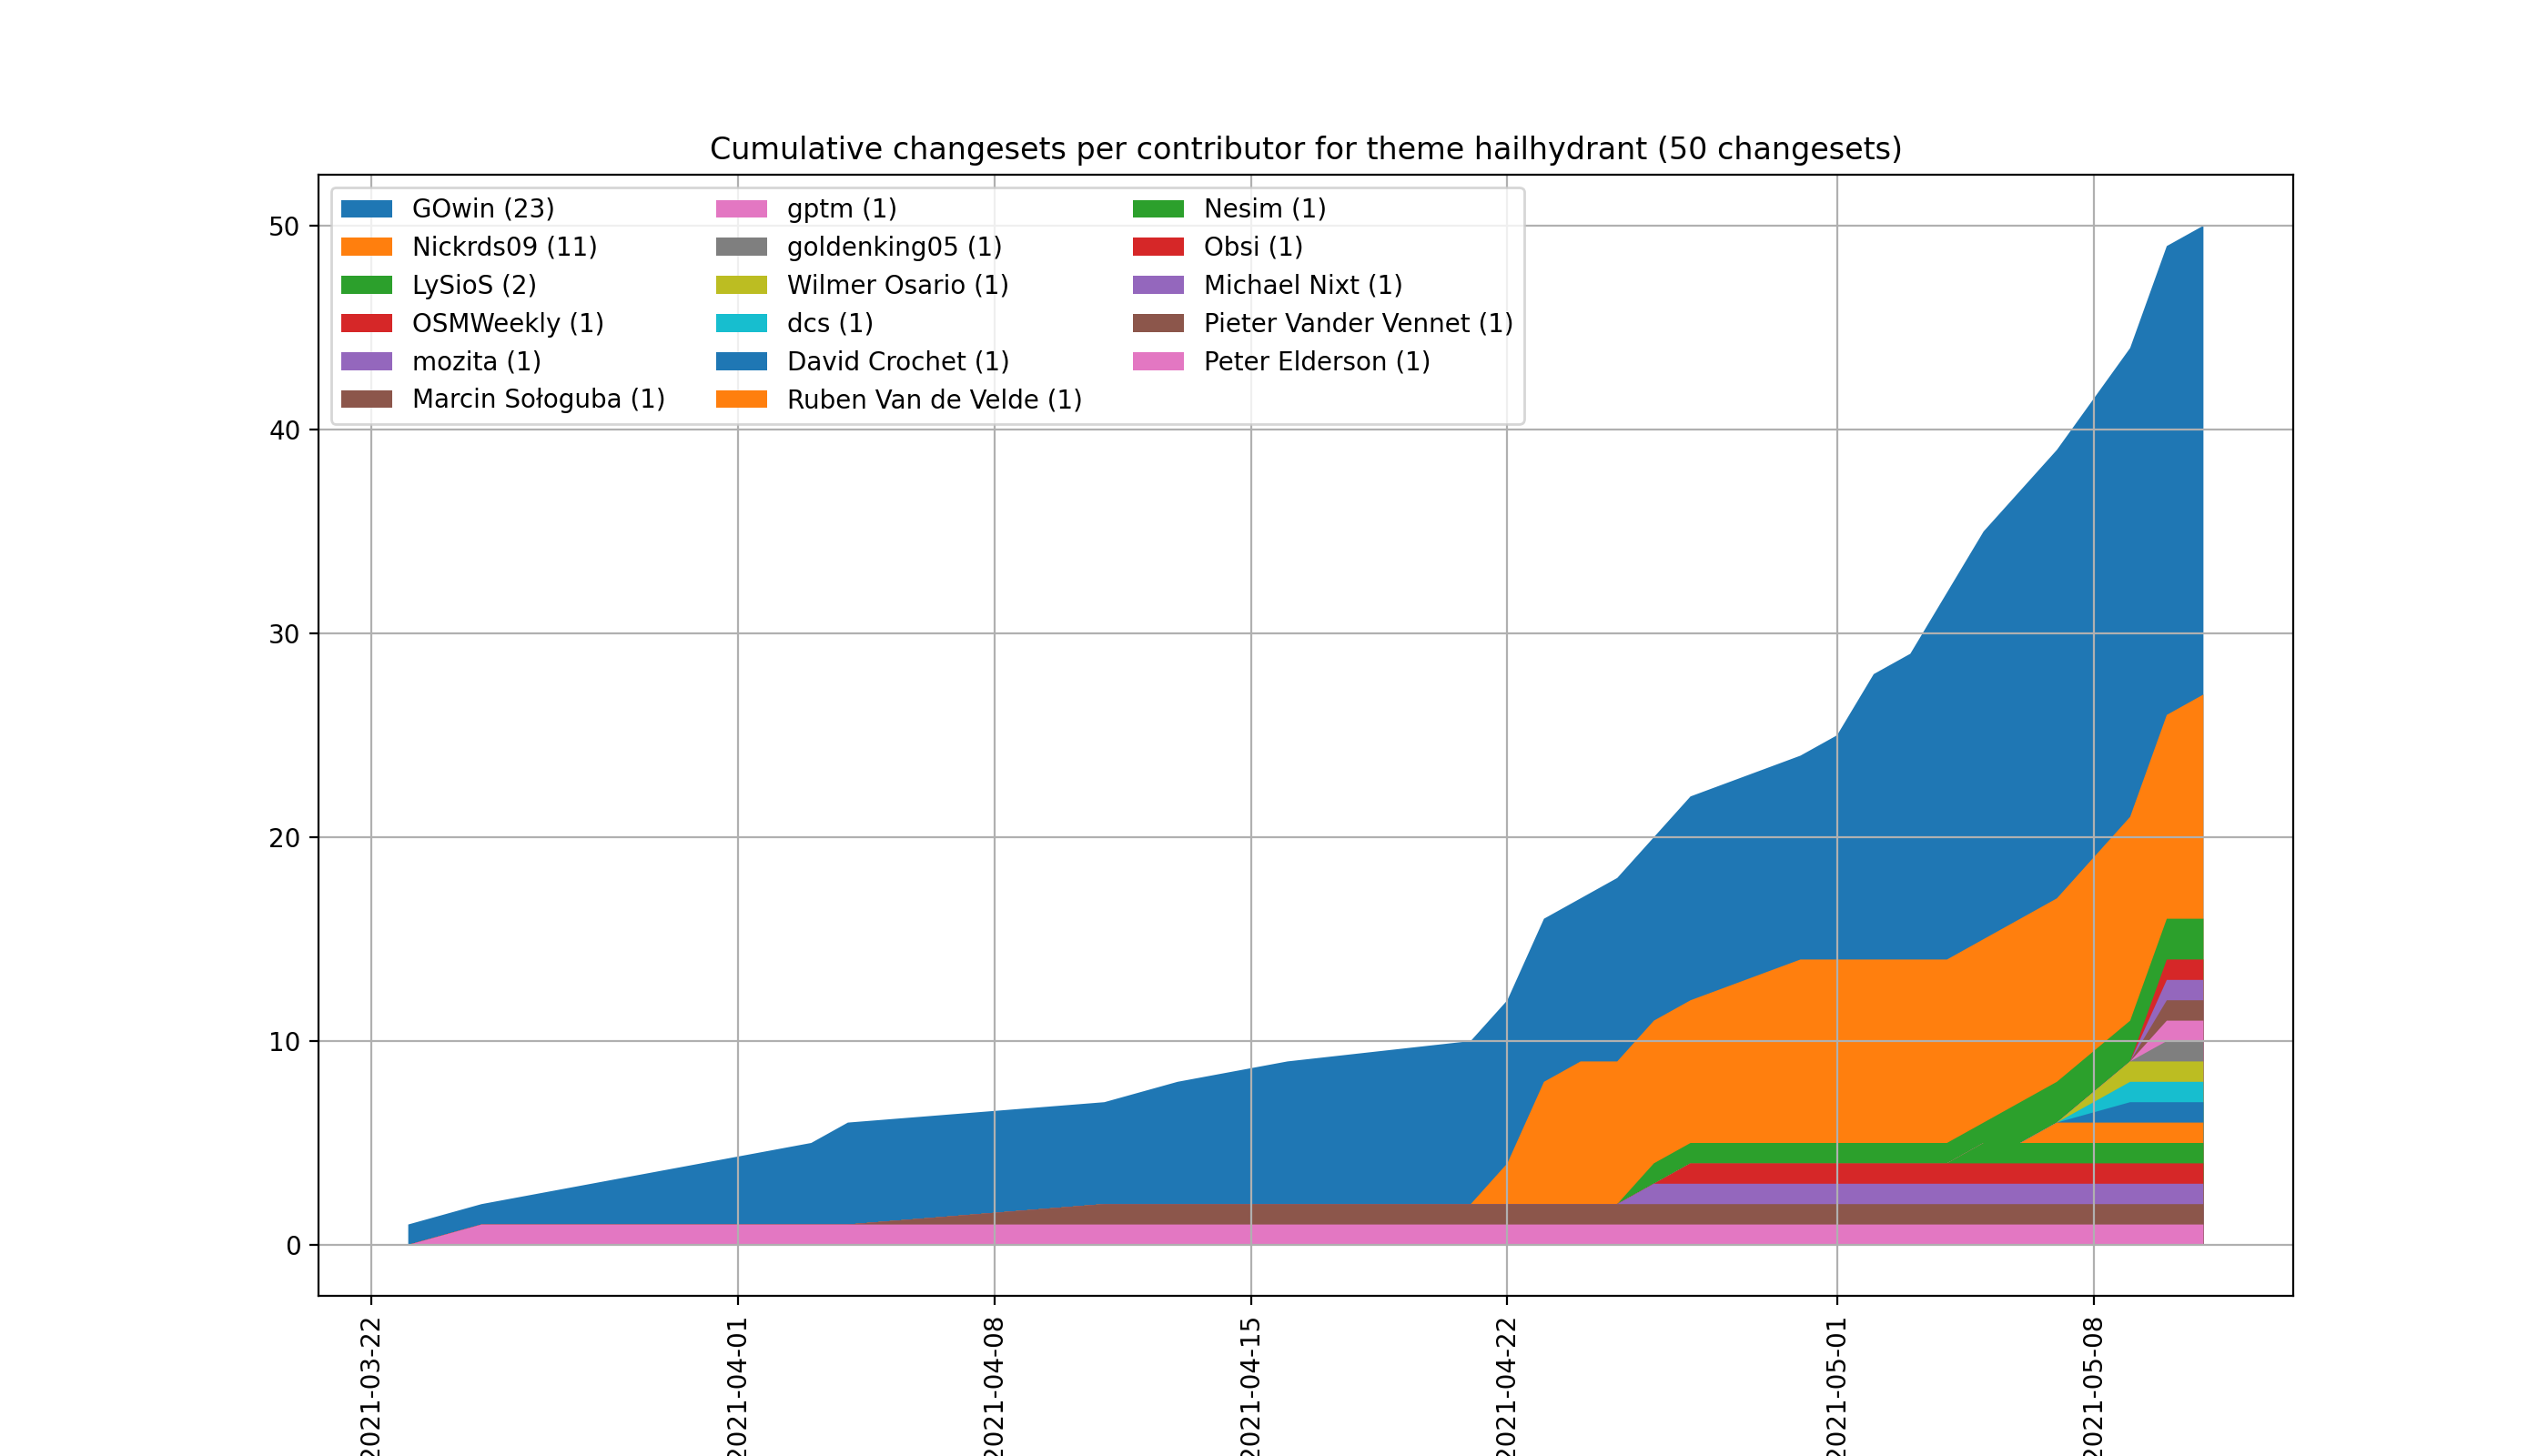 Cumulative changesets per contributor for theme hailhydrant (50 changesets)
GOwin (23)
Nickrds09 (11)
LySioS (2)
OSMWeekly (1)
mozita (1)
Marcin Sołoguba (1)
gptm (1)
goldenking05 (1)
Wilmer Osario (1)
dcs (1)
David Crochet (1)
Ruben Van de Velde (1)
Nesim (1)
Obsi (1)
Michael Nixt (1)
Pieter Vander Vennet (1)
Peter Elderson (1)
50
40
30
20
10
0
2021-03-22
2021-04-01
2021-04-08
2021-04-15
2021-04-22
2021-05-01
2021-05-08